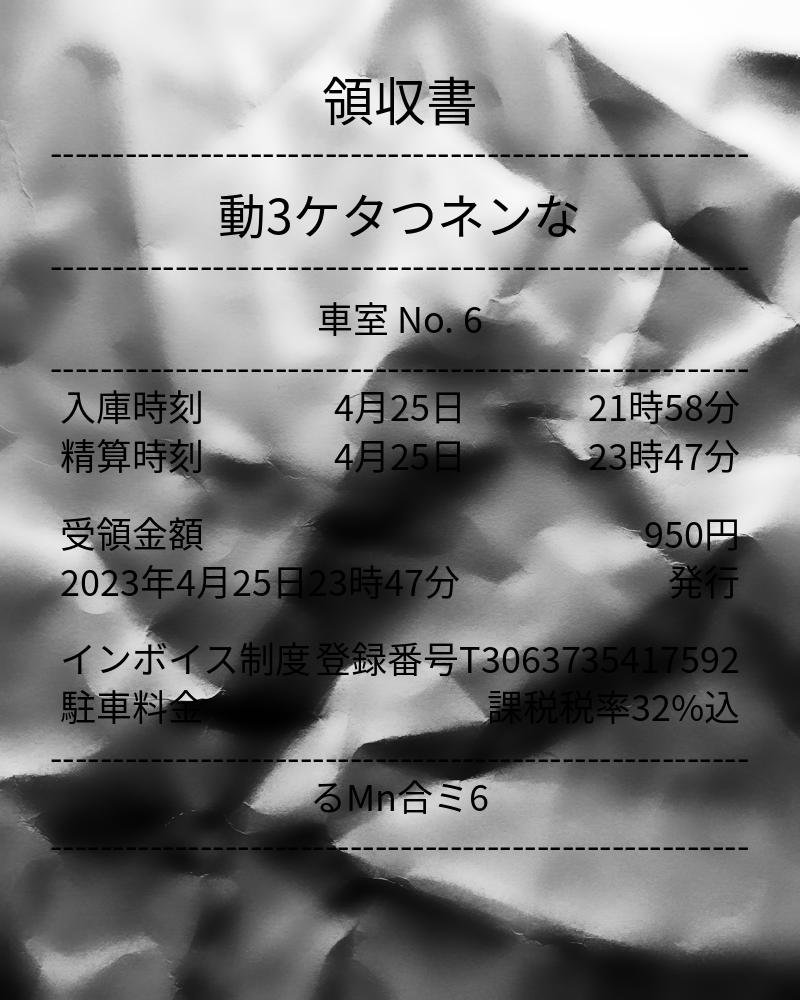 領収書
動3ケタつネンな
車室 No. 6
入庫時刻 4月25日 21時58分
精算時刻 4月25日 23時47分
受領金額 950円
2023年4月25日23時47分 発行
インボイス制度 登録番号T3063735417592
駐車料金 課税税率32%込
るMn合ミ6